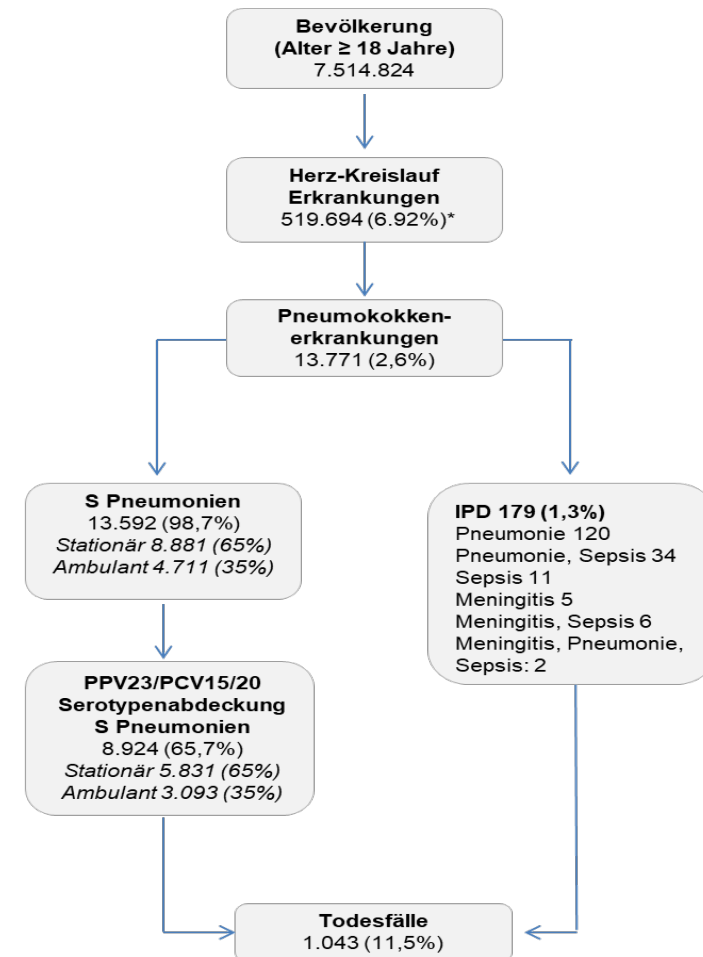 Bevölkerung
(Alter ≥ 18 Jahre)
7.514.824
Herz-Kreislauf
Erkrankungen
519.694 (6.92%)*
Pneumokokken-
erkrankungen
13.771 (2,6%)
S Pneumonien
13.592 (98,7%)
Stationär 8.881 (65%)
Ambulant 4.711 (35%)
IPD 179 (1,3%)
Pneumonie 120
Pneumonie, Sepsis 34
Sepsis 11
Meningitis 5
Meningitis, Sepsis 6
Meningitis, Pneumonie,
Sepsis: 2
PPV23/PCV15/20
Serotypenabdeckung
S Pneumonien
8.924 (65,7%)
Stationär 5.831 (65%)
Ambulant 3.093 (35%)
Todesfälle
1.043 (11,5%)